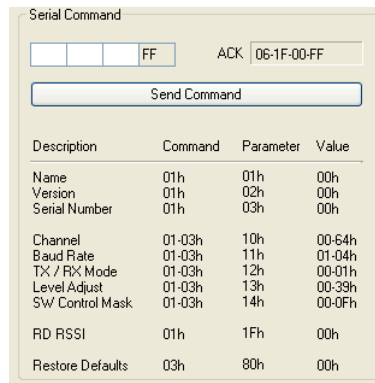 Serial Command
FF ACK 06-1F-00-FF
Send Command
Description Command Parameter Value
Name 01h 01h 00h
Version 01h 02h 00h
Serial Number 01h 03h 00h
Channel 01-03h 10h 00-64h
Baud Rate 01-03h 11h 01-04h
TX / RX Mode 01-03h 12h 00-01h
Level Adjust 01-03h 13h 00-39h
SW Control Mask 01-03h 14h 00-0Fh
RD RSSI 01h 1Fh 00h
Restore Defaults 03h 80h 00h